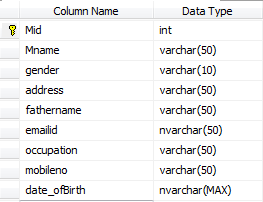 Column Name Data Type
Mid int
Mname varchar(50)
gender varchar(10)
address varchar(50)
fathername varchar(50)
emailid nvarchar(50)
occupation varchar(50)
mobileno varchar(50)
date_ofBirth nvarchar(MAX)